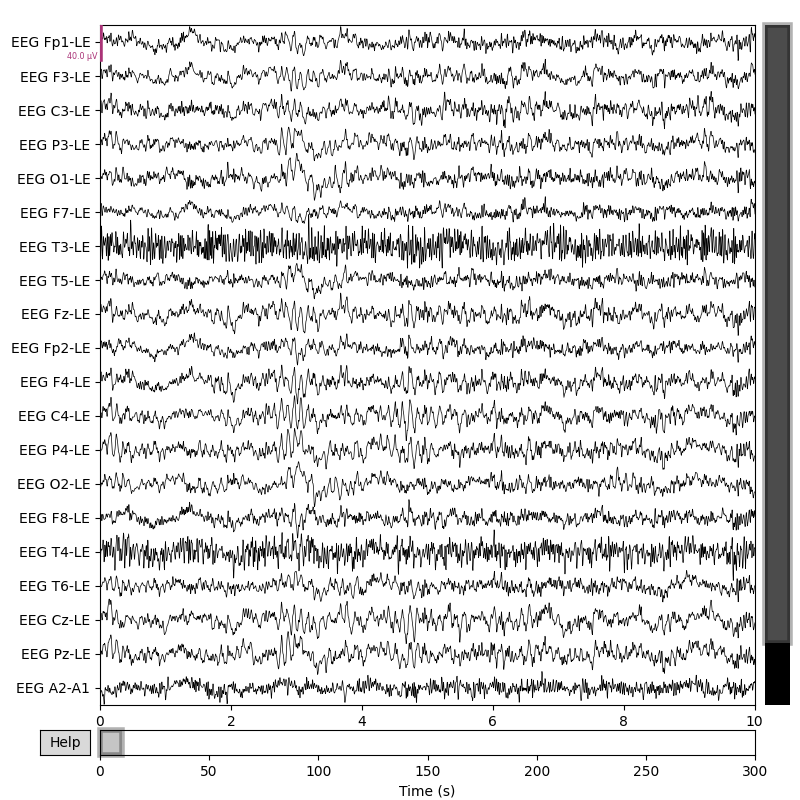 EEG Fp1-LE
40.0 µV
EEG F3-LE
EEG C3-LE
EEG P3-LE
EEG O1-LE
EEG F7-LE
EEG T3-LE
EEG T5-LE
EEG Fz-LE
EEG Fp2-LE
EEG F4-LE
EEG C4-LE
EEG P4-LE
EEG O2-LE
EEG F8-LE
EEG T4-LE
EEG T6-LE
EEG Cz-LE
EEG Pz-LE
EEG A2-A1
0 2 4 6 8 10
Help
0 50 100 150 200 250 300
Time (s)